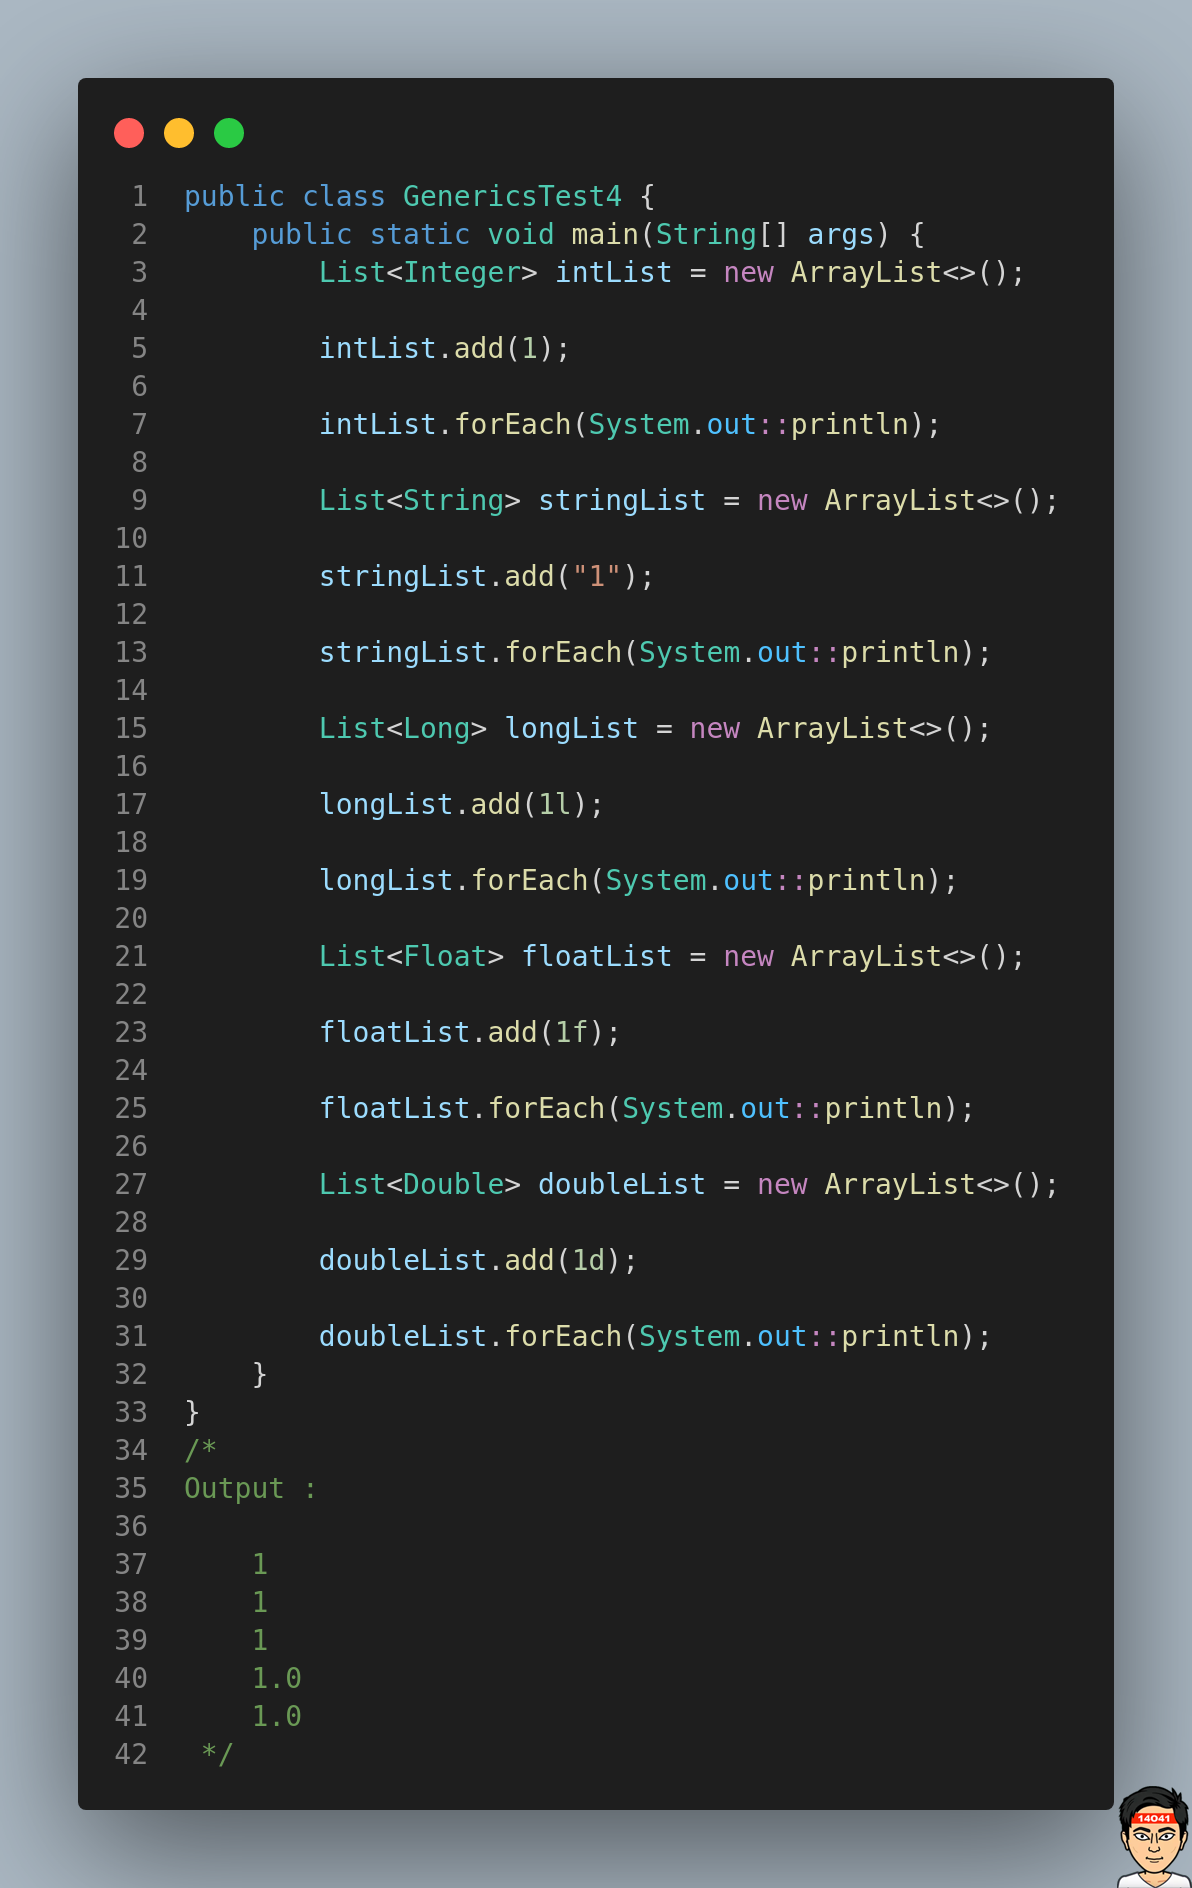 1 public class GenericsTest4 {
2     public static void main(String[] args) {
3         List<Integer> intList = new ArrayList<>();
4
5         intList.add(1);
6
7         intList.forEach(System.out::println);
8
9         List<String> stringList = new ArrayList<>();
10
11         stringList.add("1");
12
13         stringList.forEach(System.out::println);
14
15         List<Long> longList = new ArrayList<>();
16
17         longList.add(1l);
18
19         longList.forEach(System.out::println);
20
21         List<Float> floatList = new ArrayList<>();
22
23         floatList.add(1f);
24
25         floatList.forEach(System.out::println);
26
27         List<Double> doubleList = new ArrayList<>();
28
29         doubleList.add(1d);
30
31         doubleList.forEach(System.out::println);
32     }
33 }
34 /*
35 Output :
36
37     1
38     1
39     1
40     1.0
41     1.0
42  */
14041